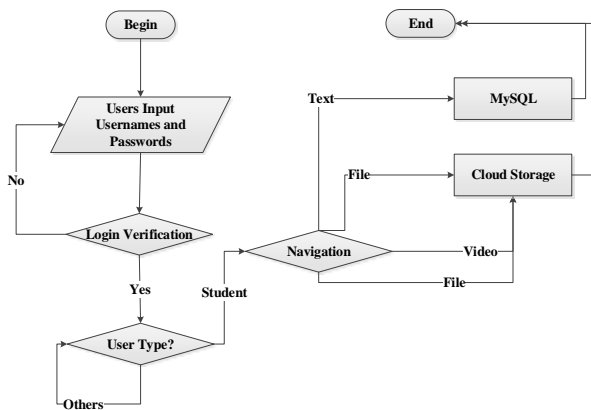 Begin
End
Users Input
Usernames and
Passwords
Text
MySQL
No
File
Cloud Storage
Login Verification
Navigation
Video
Yes
Student
File
User Type?
Others